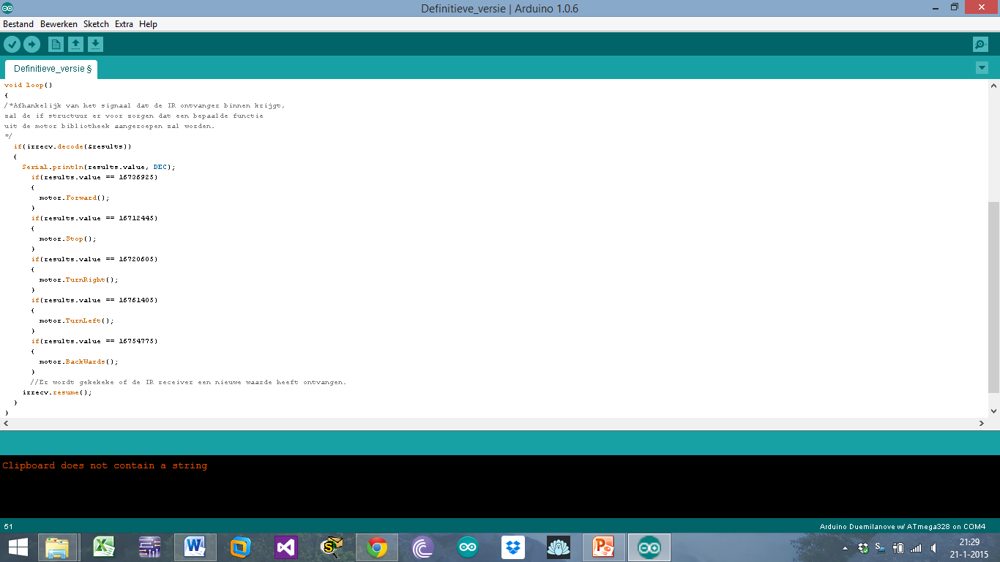 Definitieve_versie | Arduino 1.0.6
Bestand Bewerken Sketch Extra Help
Definitieve_versie §
void loop()
{
/*Afhankelijk van het signaal dat de IR ontvanger binnen krijgt,
zal de if structuur er voor zorgen dat een bepaalde functie
uit de motor bibliotheek aangeroepen zal worden.
*/
if(irrecv.decode(&results))
{
Serial.println(results.value, DEC);
if(results.value == 16736925)
{
motor.Forward();
}
if(results.value == 16712445)
{
motor.Stop();
}
if(results.value == 16720605)
{
motor.TurnRight();
}
if(results.value == 16761405)
{
motor.TurnLeft();
}
if(results.value == 16754775)
{
motor.BackWards();
}
//Er wordt gekekeke of de IR receiver een nieuwe waarde heeft ontvangen.
irrecv.resume();
}
}
Clipboard does not contain a string
51
Arduino Duemilanove w/ ATmega328 on COM4
21:29
21-1-2015